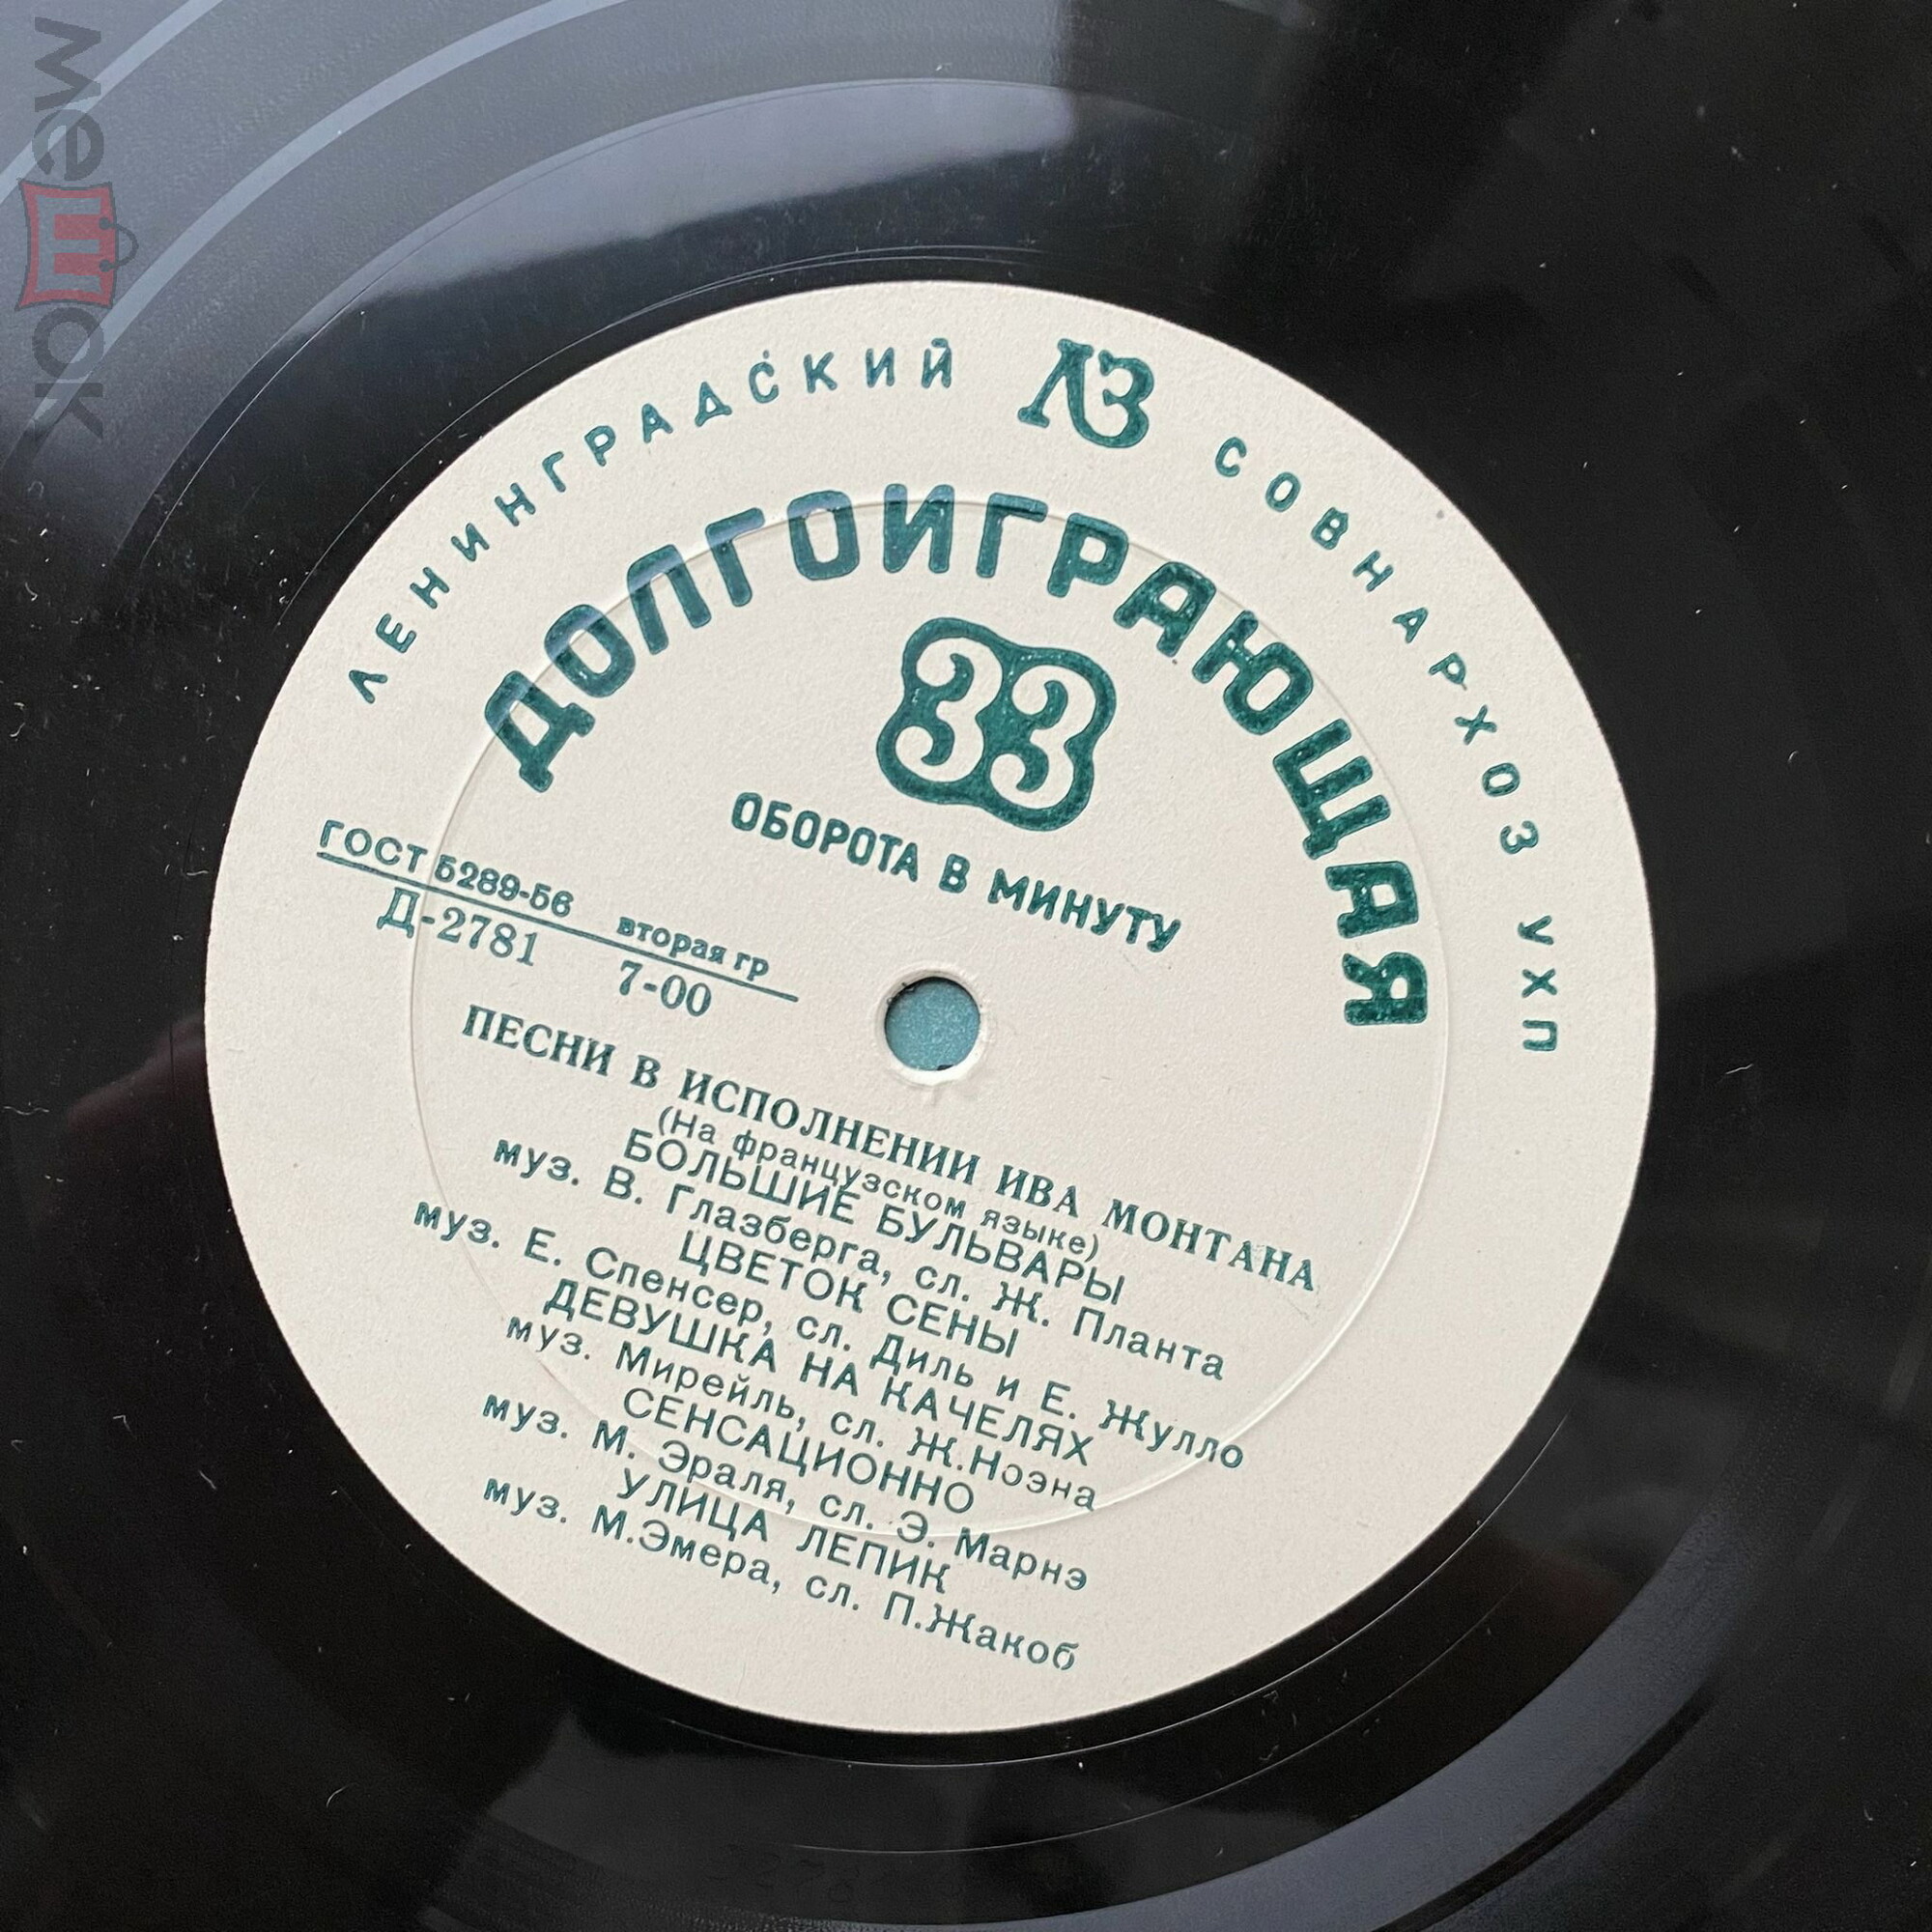 ЛЕНИНГРАДСКИЙ ЛЗ СОВНАРХОЗ УХП
ДОЛГОИГРАЮЩАЯ
33
ОБОРОТА В МИНУТУ
ГОСТ 5289-56 вторая гр
Д-2781 7-00
ПЕСНИ В ИСПОЛНЕНИИ ИВА МОНТАНА
(На французском языке)
БОЛЬШИЕ БУЛЬВАРЫ
муз. В. Глазберга, сл. Ж. Планта
ЦВЕТОК СЕНЫ
муз. Е. Спенсер, сл. Диль и Е. Жулло
ДЕВУШКА НА КАЧЕЛЯХ
муз. Мирейль, сл. Ж.Ноэна
СЕНСАЦИОННО
муз. М. Эраля, сл. Э. Марнэ
УЛИЦА ЛЕПИК
муз. М.Эмера, сл. П.Жакоб
meшok